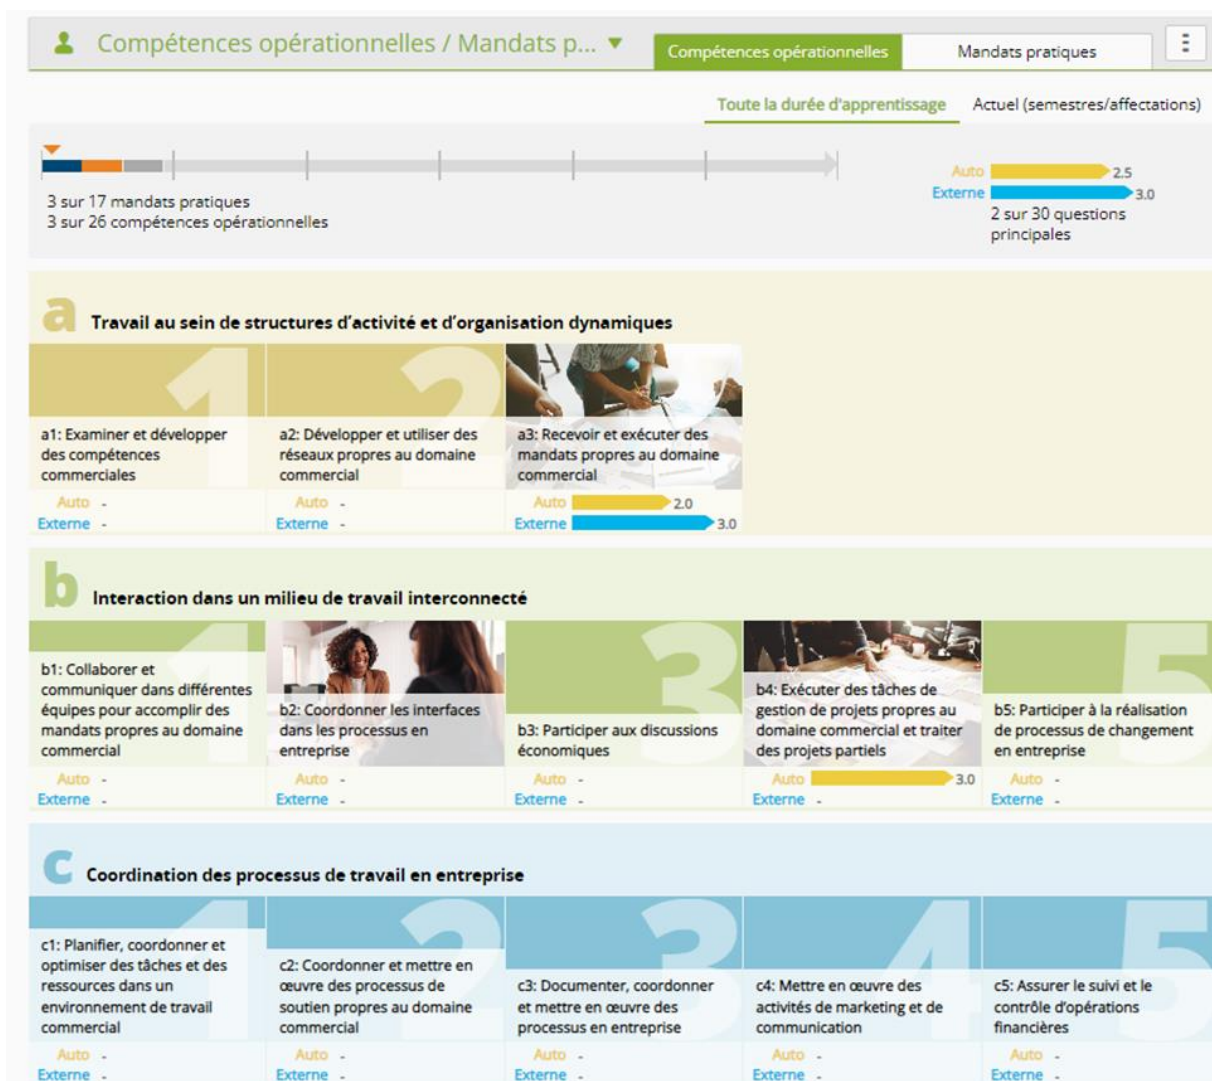 Compétences opérationnelles / Mandats p...
Compétences opérationnelles
Mandats pratiques
Toute la durée d'apprentissage
Actuel (semestres/affectations)
3 sur 17 mandats pratiques
3 sur 26 compétences opérationnelles
Auto 2.5
Externe 3.0
2 sur 30 questions
principales
a Travail au sein de structures d’activité et d’organisation dynamiques
1
a1: Examiner et développer
des compétences
commerciales
Auto -
Externe -
2
a2: Développer et utiliser des
réseaux propres au domaine
commercial
Auto -
Externe -
a3: Recevoir et exécuter des
mandats propres au domaine
commercial
Auto 2.0
Externe 3.0
b Interaction dans un milieu de travail interconnecté
1
b1: Collaborer et
communiquer dans différentes
équipes pour accomplir des
mandats propres au domaine
commercial
Auto -
Externe -
b2: Coordonner les interfaces
dans les processus en
entreprise
Auto -
Externe -
3
b3: Participer aux discussions
économiques
Auto -
Externe -
b4: Exécuter des tâches de
gestion de projets propres au
domaine commercial et traiter
des projets partiels
Auto 3.0
Externe -
5
b5: Participer à la réalisation
de processus de changement
en entreprise
Auto -
Externe -
c Coordination des processus de travail en entreprise
1
c1: Planifier, coordonner et
optimiser des tâches et des
ressources dans un
environnement de travail
commercial
Auto -
Externe -
2
c2: Coordonner et mettre en
œuvre des processus de
soutien propres au domaine
commercial
Auto -
Externe -
3
c3: Documenter, coordonner
et mettre en œuvre des
processus en entreprise
Auto -
Externe -
4
c4: Mettre en œuvre des
activités de marketing et de
communication
Auto -
Externe -
5
c5: Assurer le suivi et le
contrôle d'opérations
financières
Auto -
Externe -